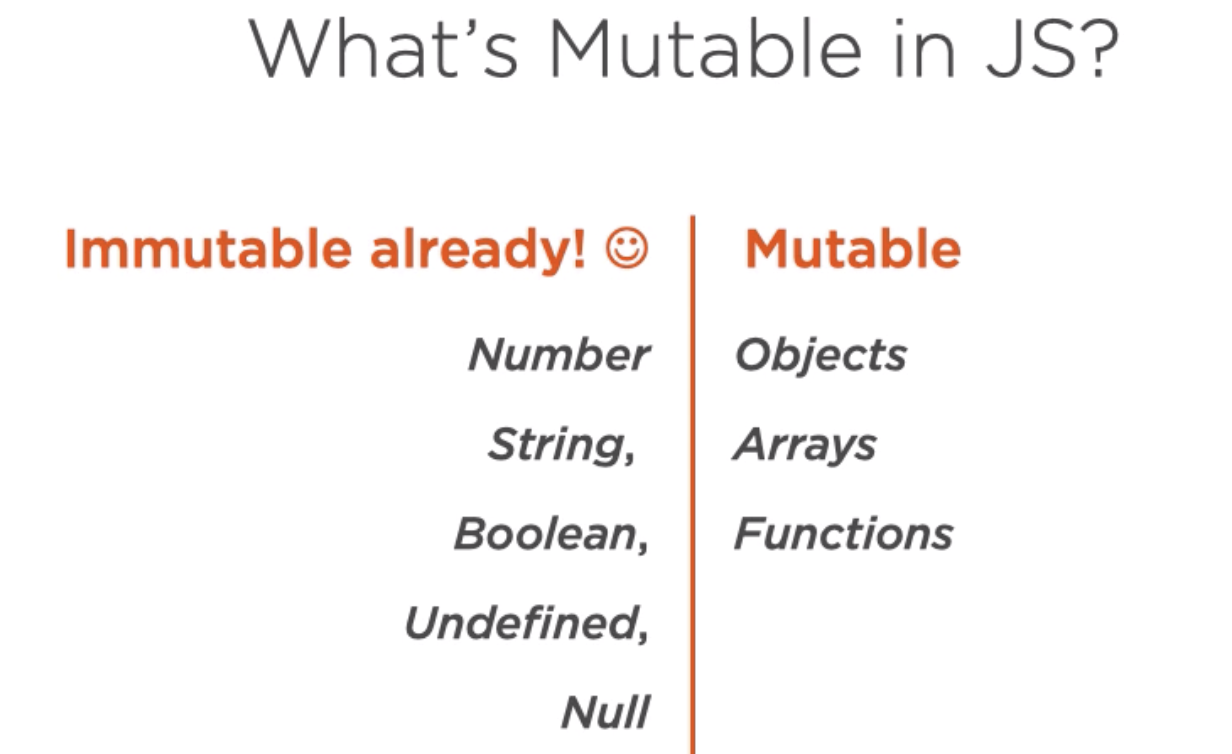 What's Mutable in JS?
Immutable already! ☺
Number
String,
Boolean,
Undefined,
Null
Mutable
Objects
Arrays
Functions